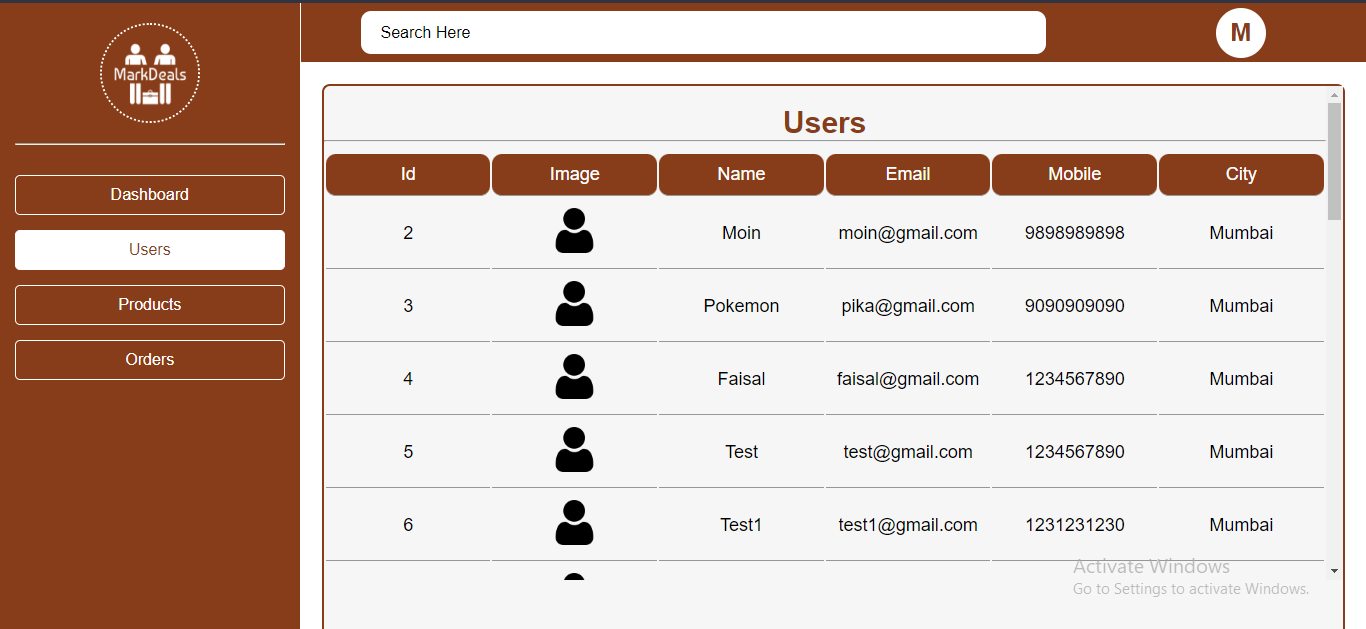 MarkDeals
Search Here
M
Dashboard
Users
Products
Orders
Users
Id Image Name Email Mobile City
2 Moin moin@gmail.com 9898989898 Mumbai
3 Pokemon pika@gmail.com 9090909090 Mumbai
4 Faisal faisal@gmail.com 1234567890 Mumbai
5 Test test@gmail.com 1234567890 Mumbai
6 Test1 test1@gmail.com 1231231230 Mumbai
Activate Windows
Go to Settings to activate Windows.